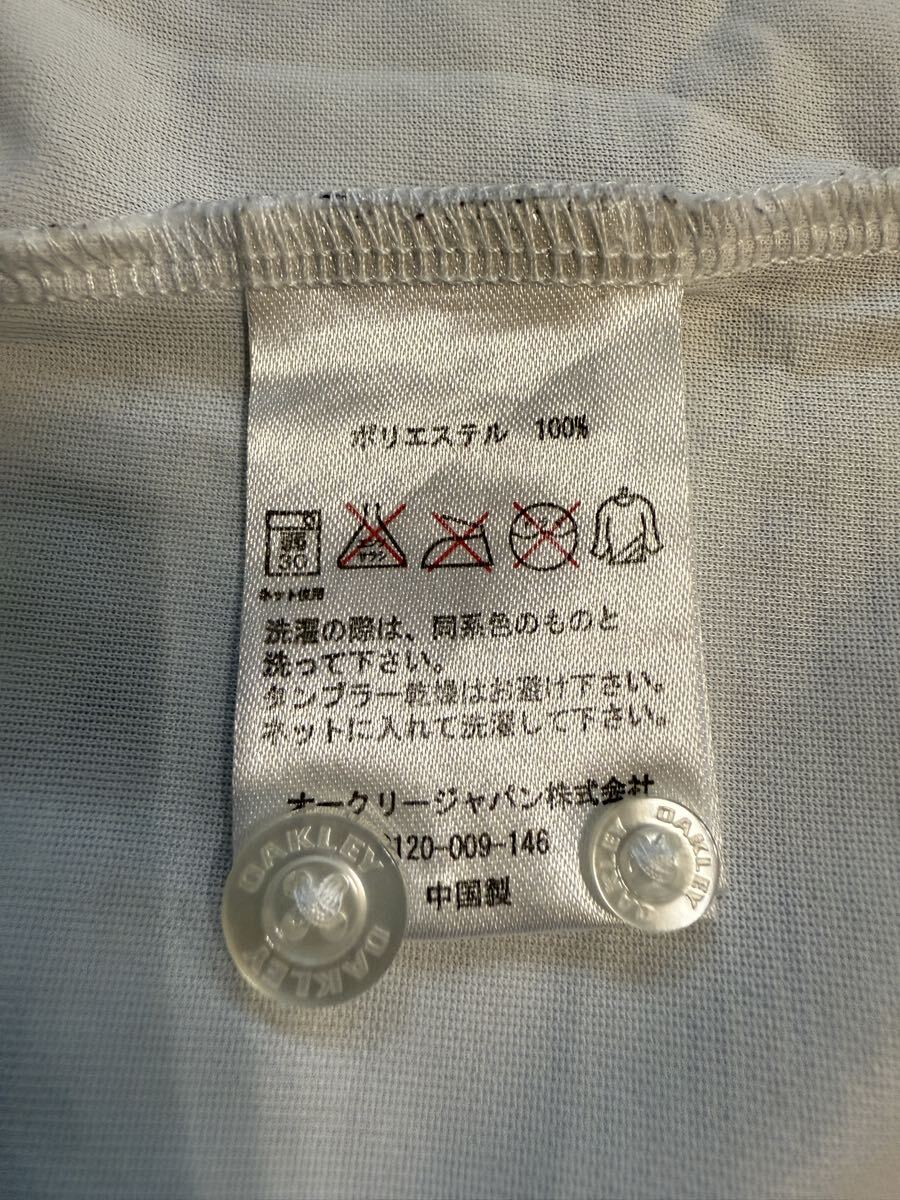 ポリエステル 100%
30
ネット使用
洗濯の際は、同系色のものと
洗って下さい。
タンブラー乾燥はお避け下さい。
ネットに入れて洗濯して下さい。
オークリージャパン株式会社
120-009-146
中国製
OAKLEY
OAKLEY
OAKLEY
OAKLEY